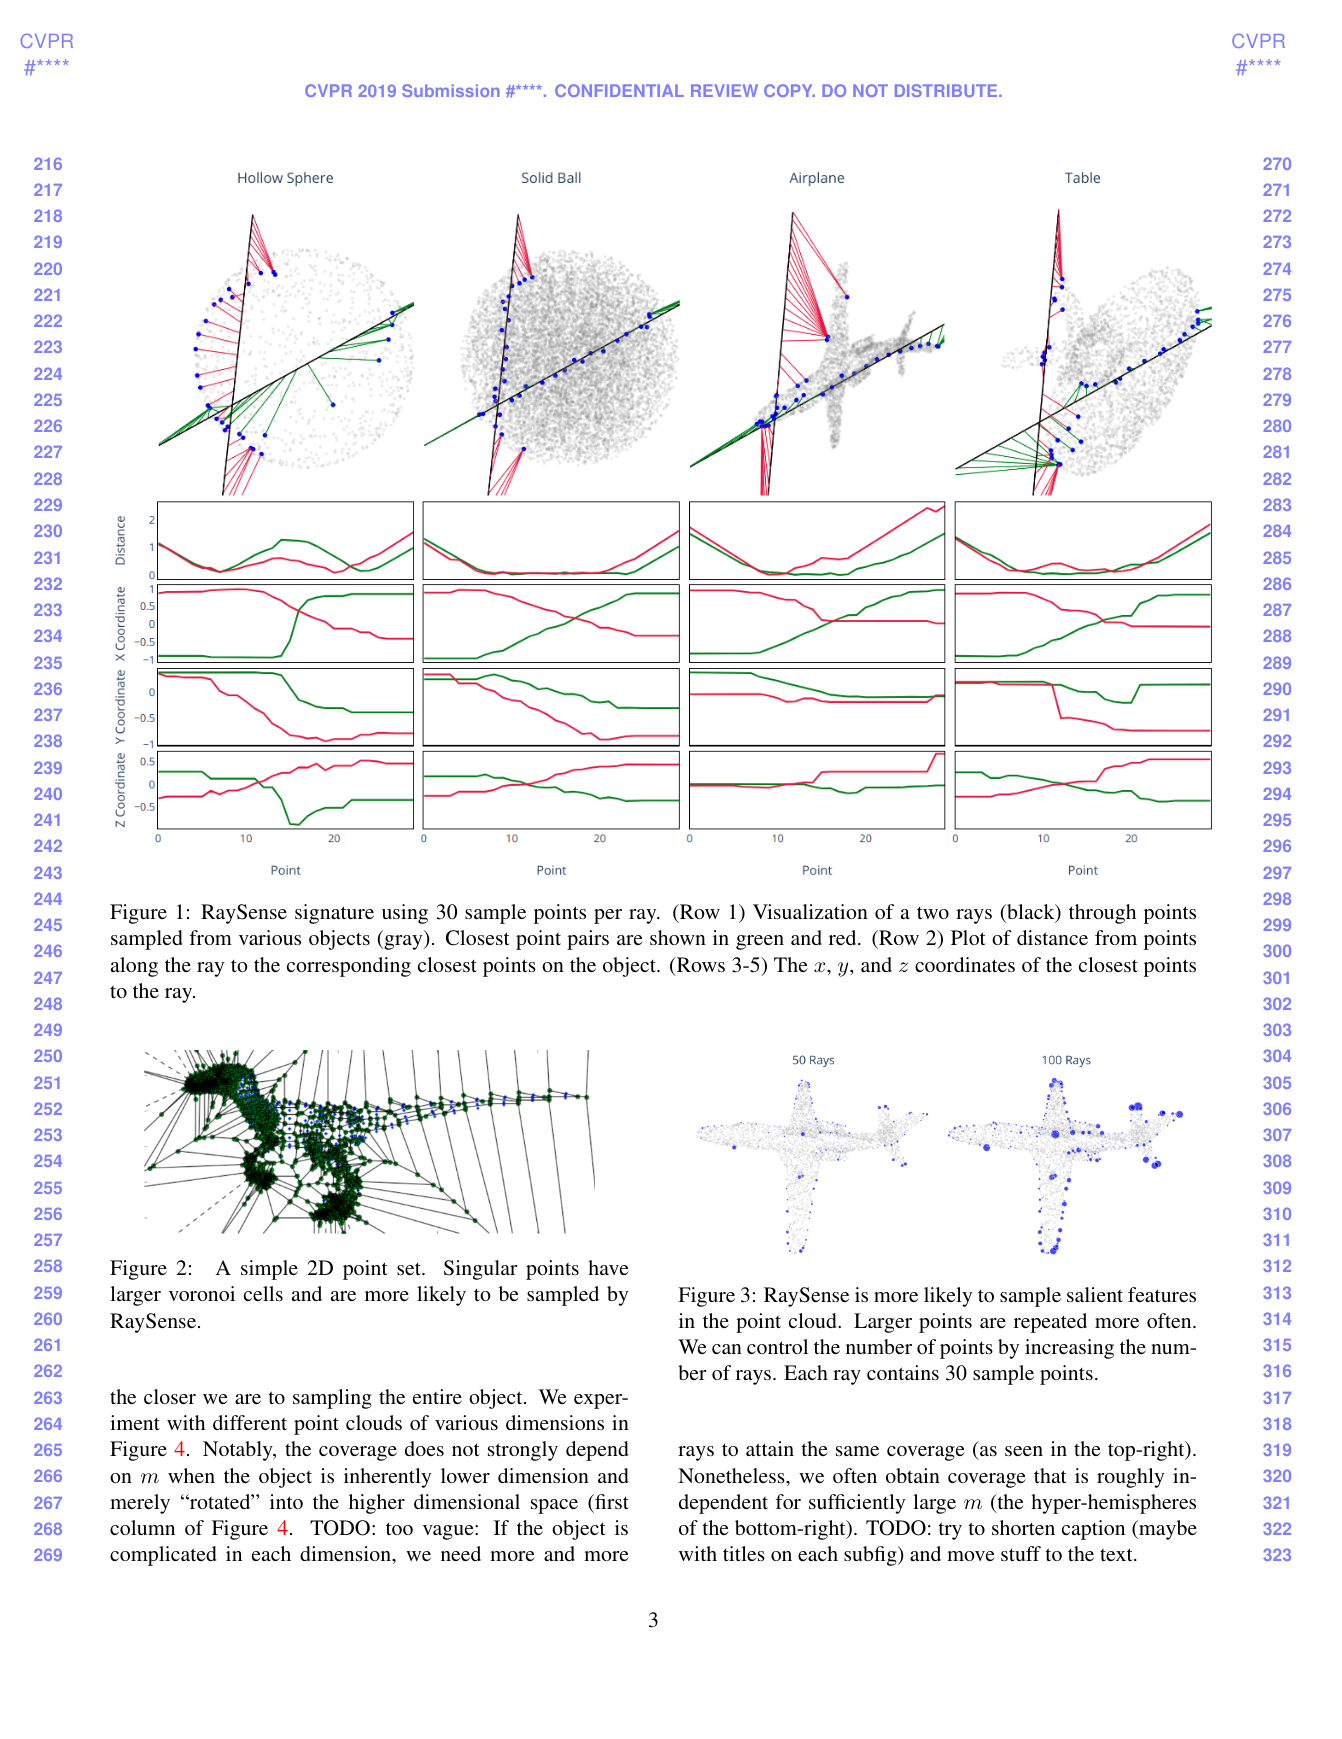 CVPR
#****
CVPR
#****
CVPR 2019 Submission #****. CONFIDENTIAL REVIEW COPY. DO NOT DISTRIBUTE.
216
217
218
219
220
221
222
223
224
225
226
227
228
229
230
231
232
233
234
235
236
237
238
239
240
241
242
243
244
245
246
247
248
249
250
251
252
253
254
255
256
257
258
259
260
261
262
263
264
265
266
267
268
269
Hollow Sphere
Solid Ball
Airplane
Table
Distance
2
1
0
X Coordinate
1
0.5
0
−0.5
−1
Y Coordinate
0
−0.5
−1
Z Coordinate
0.5
0
−0.5
0 10 20
0 10 20
0 10 20
0 10 20
Point
Point
Point
Point
Figure 1: RaySense signature using 30 sample points per ray. (Row 1) Visualization of a two rays (black) through points
sampled from various objects (gray). Closest point pairs are shown in green and red. (Row 2) Plot of distance from points
along the ray to the corresponding closest points on the object. (Rows 3-5) The x, y, and z coordinates of the closest points
to the ray.
Figure 2: A simple 2D point set. Singular points have
larger voronoi cells and are more likely to be sampled by
RaySense.
the closer we are to sampling the entire object. We exper-
iment with different point clouds of various dimensions in
Figure 4. Notably, the coverage does not strongly depend
on m when the object is inherently lower dimension and
merely “rotated” into the higher dimensional space (first
column of Figure 4. TODO: too vague: If the object is
complicated in each dimension, we need more and more
50 Rays
100 Rays
Figure 3: RaySense is more likely to sample salient features
in the point cloud. Larger points are repeated more often.
We can control the number of points by increasing the num-
ber of rays. Each ray contains 30 sample points.
rays to attain the same coverage (as seen in the top-right).
Nonetheless, we often obtain coverage that is roughly in-
dependent for sufficiently large m (the hyper-hemispheres
of the bottom-right). TODO: try to shorten caption (maybe
with titles on each subfig) and move stuff to the text.
270
271
272
273
274
275
276
277
278
279
280
281
282
283
284
285
286
287
288
289
290
291
292
293
294
295
296
297
298
299
300
301
302
303
304
305
306
307
308
309
310
311
312
313
314
315
316
317
318
319
320
321
322
323
3